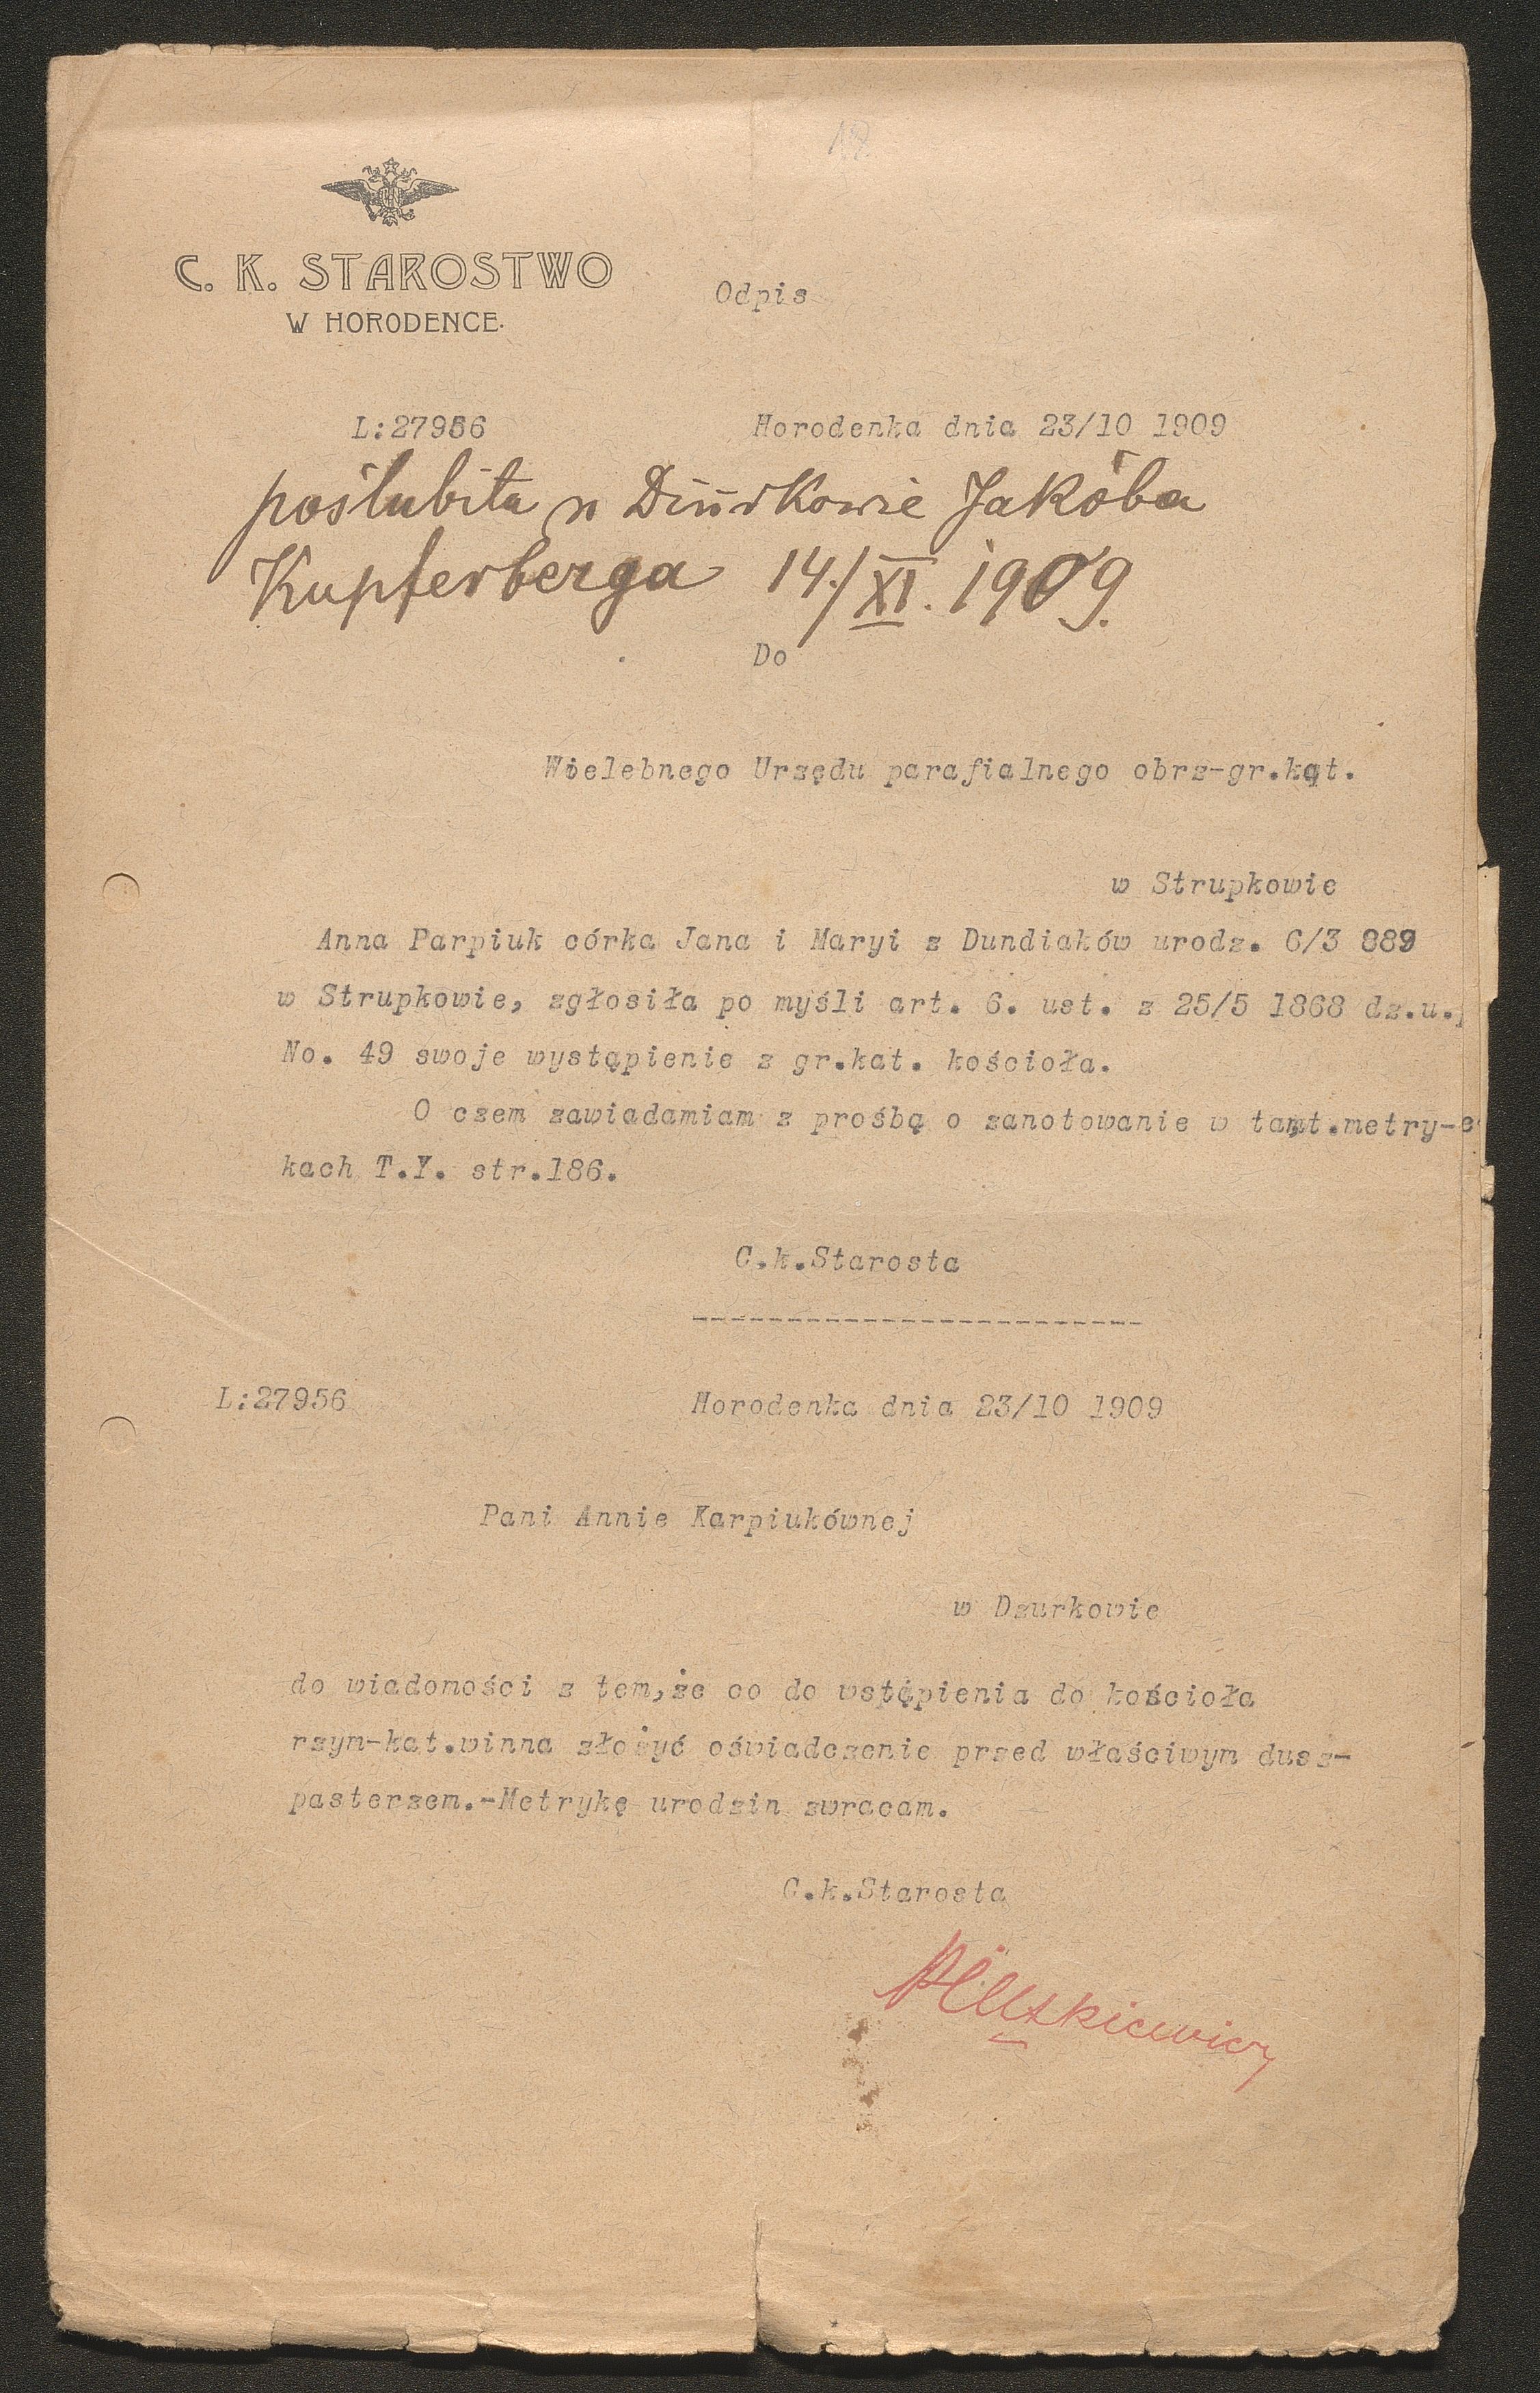 17.
C. K. STAROSTWO
W HORODENCE.
Odpis
L:27956
Horodenka dnia 23/10 1909
poślubiła w Dżurkowie Jakóba
Kupferberga 14./XI. 1909.
Do
Wielebnego Urzędu parafialnego obrz-gr.kat.
w Strupkowie
Anna Parpiuk córka Jana i Maryi z Dundiaków urodz. 6/3 889
w Strupkowie, zgłosiła po myśli art. 6. ust. z 25/5 1868 dz.u.p
No. 49 swoje wystąpienie z gr.kat. kościoła.
O czem zawiadamiam z prośbą o zanotowanie w tamt.metry-
kach T.Y. str.186.
C.k.Starosta
L:27956
Horodenka dnia 23/10 1909
Pani Annie Karpiukównej
w Dzurkowie
do wiadomości z tem,że co do wstąpienia do kościoła
rzym-kat.winna złożyć oświadczenie przed właściwym dusz-
pasterzem.-Metrykę urodzin zwracam.
C.k.Starosta